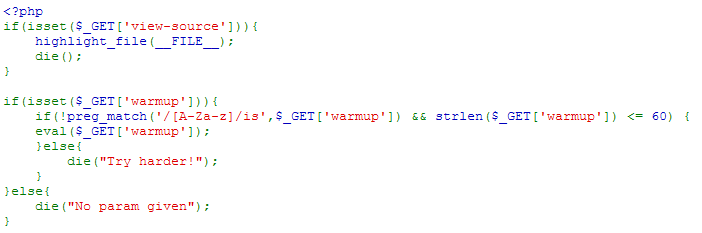 <?php
if(isset($_GET['view-source'])){
    highlight_file(__FILE__);
    die();
}

if(isset($_GET['warmup'])){
    if(!preg_match('/[A-Za-z]/is',$_GET['warmup']) && strlen($_GET['warmup']) <= 60) {
    eval($_GET['warmup']);
    }else{
        die("Try harder!");
    }
}else{
    die("No param given");
}